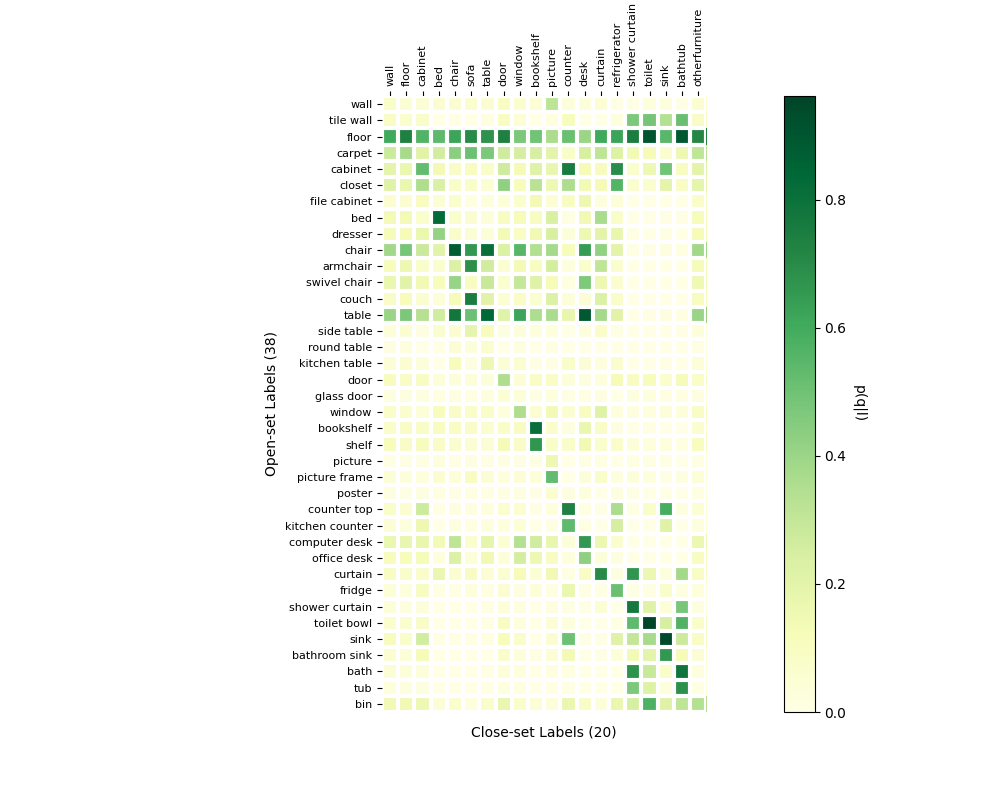 wall
floor
cabinet
bed
chair
sofa
table
door
window
bookshelf
picture
counter
desk
curtain
refrigerator
shower curtain
toilet
sink
bathtub
otherfurniture
wall
tile wall
floor
carpet
cabinet
closet
file cabinet
bed
dresser
chair
armchair
swivel chair
couch
table
side table
round table
kitchen table
door
glass door
window
bookshelf
shelf
picture
picture frame
poster
counter top
kitchen counter
computer desk
office desk
curtain
fridge
shower curtain
toilet bowl
sink
bathroom sink
bath
tub
bin
Open-set Labels (38)
Close-set Labels (20)
0.8
0.6
0.4
0.2
0.0
p(l|b)